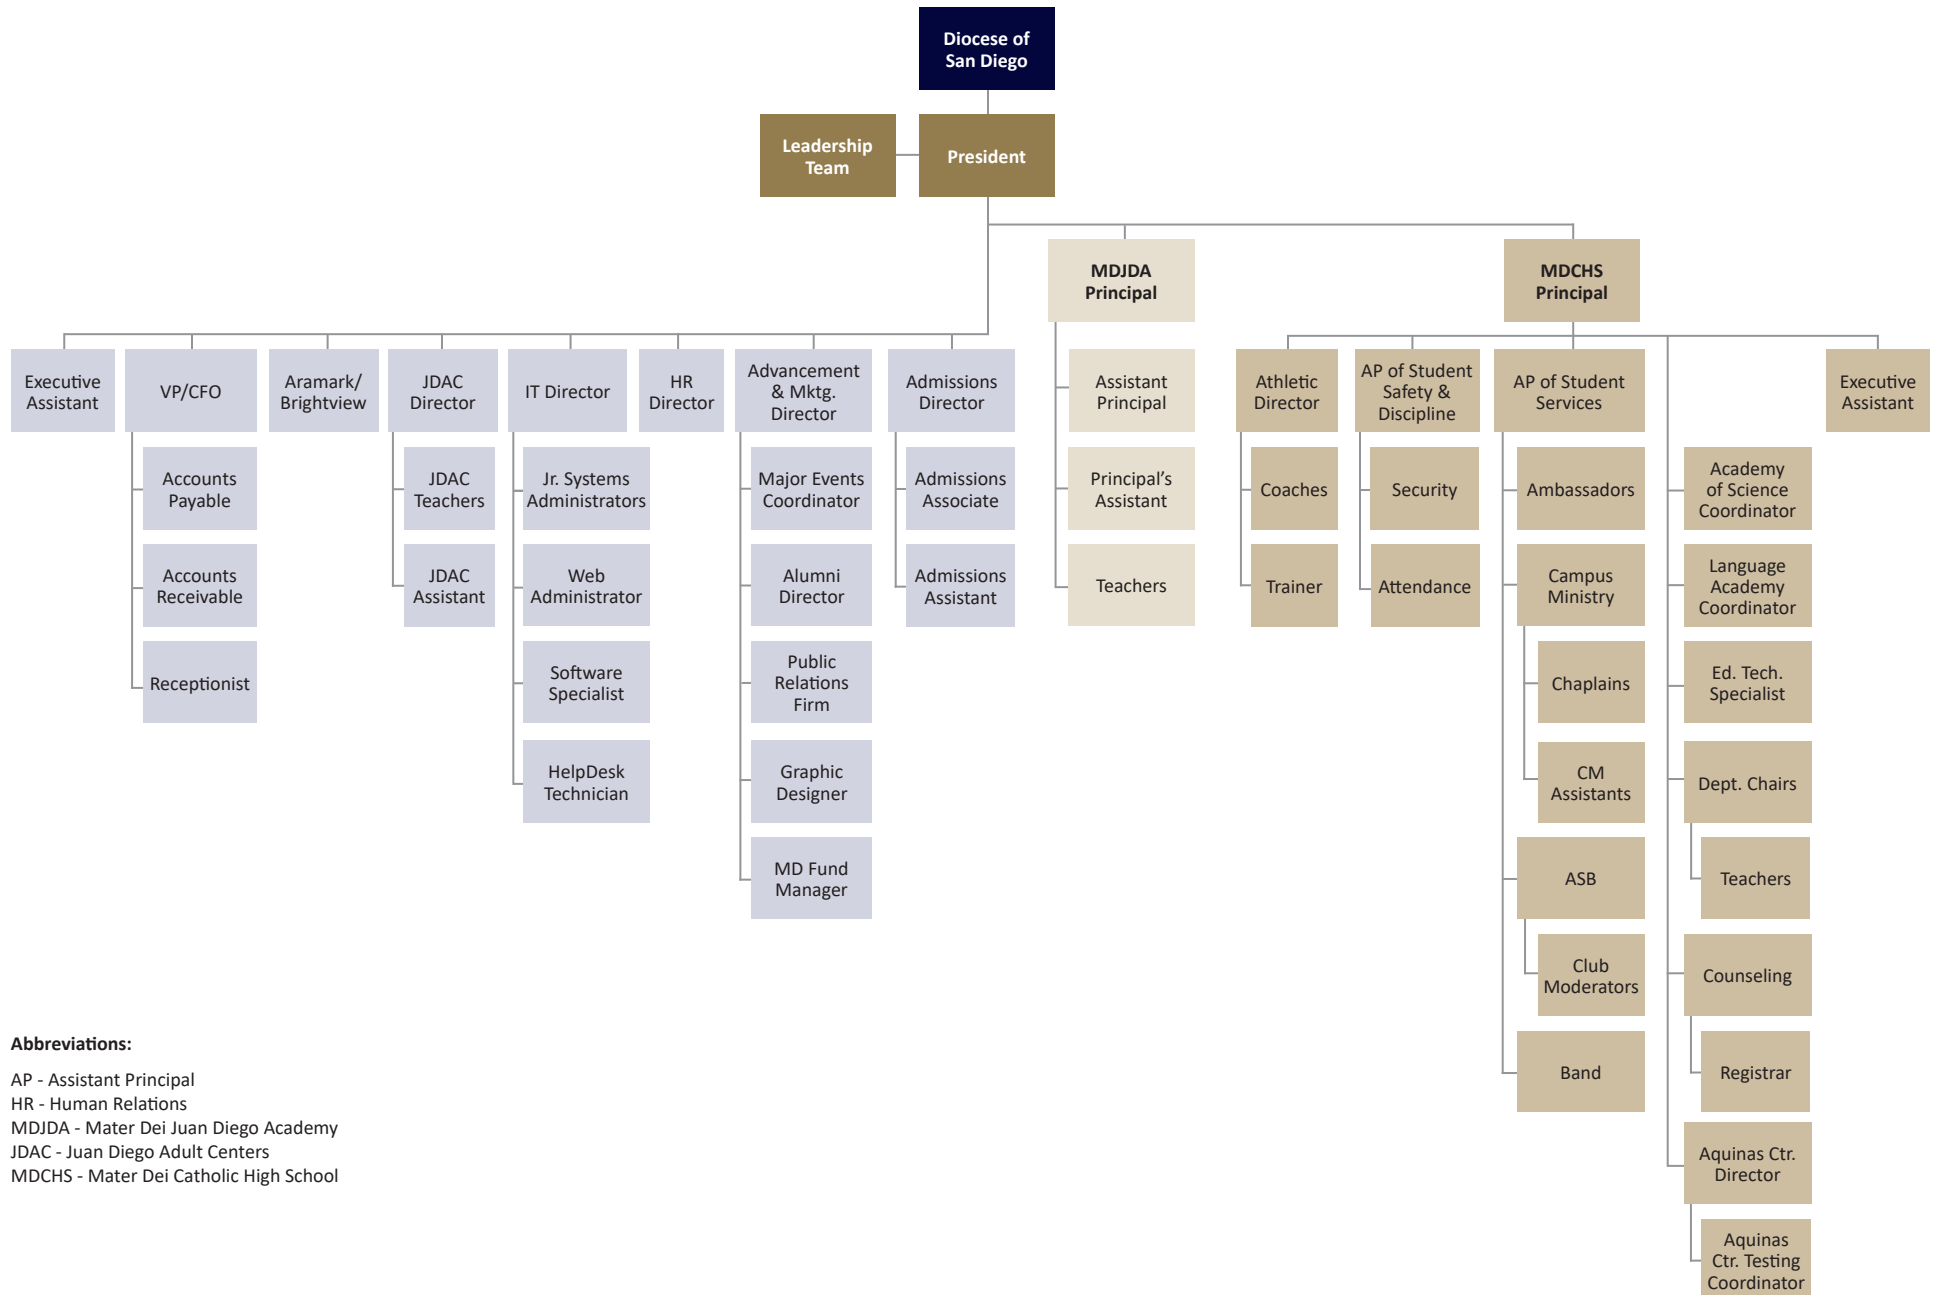 Diocese of
San Diego
Leadership
Team
President
MDJDA
Principal
MDCHS
Principal
Executive
Assistant
VP/CFO
Aramark/
Brightview
JDAC
Director
IT Director
HR
Director
Advancement
& Mktg.
Director
Admissions
Director
Assistant
Principal
Athletic
Director
AP of Student
Safety &
Discipline
AP of Student
Services
Executive
Assistant
Accounts
Payable
JDAC
Teachers
Jr. Systems
Administrators
Major Events
Coordinator
Admissions
Associate
Principal's
Assistant
Coaches
Security
Ambassadors
Academy
of Science
Coordinator
Accounts
Receivable
JDAC
Assistant
Web
Administrator
Alumni
Director
Admissions
Assistant
Teachers
Trainer
Attendance
Campus
Ministry
Language
Academy
Coordinator
Receptionist
Software
Specialist
Public
Relations
Firm
Chaplains
Ed. Tech.
Specialist
HelpDesk
Technician
Graphic
Designer
CM
Assistants
Dept. Chairs
MD Fund
Manager
ASB
Teachers
Club
Moderators
Counseling
Band
Registrar
Aquinas Ctr.
Director
Aquinas
Ctr. Testing
Coordinator
Abbreviations:
AP - Assistant Principal
HR - Human Relations
MDJDA - Mater Dei Juan Diego Academy
JDAC - Juan Diego Adult Centers
MDCHS - Mater Dei Catholic High School